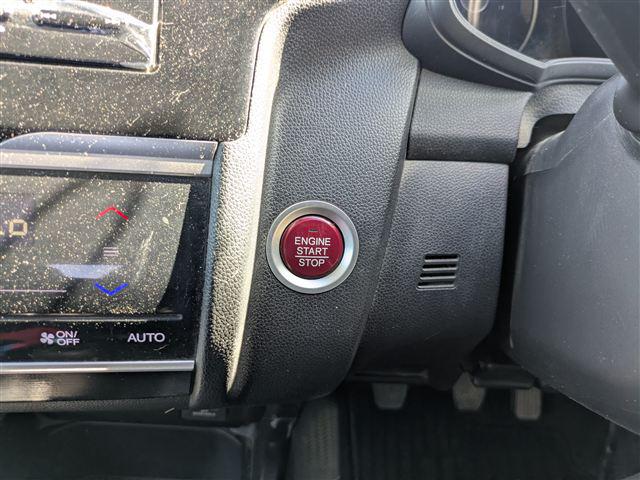 ENGINE
START
STOP
ON/
OFF
AUTO